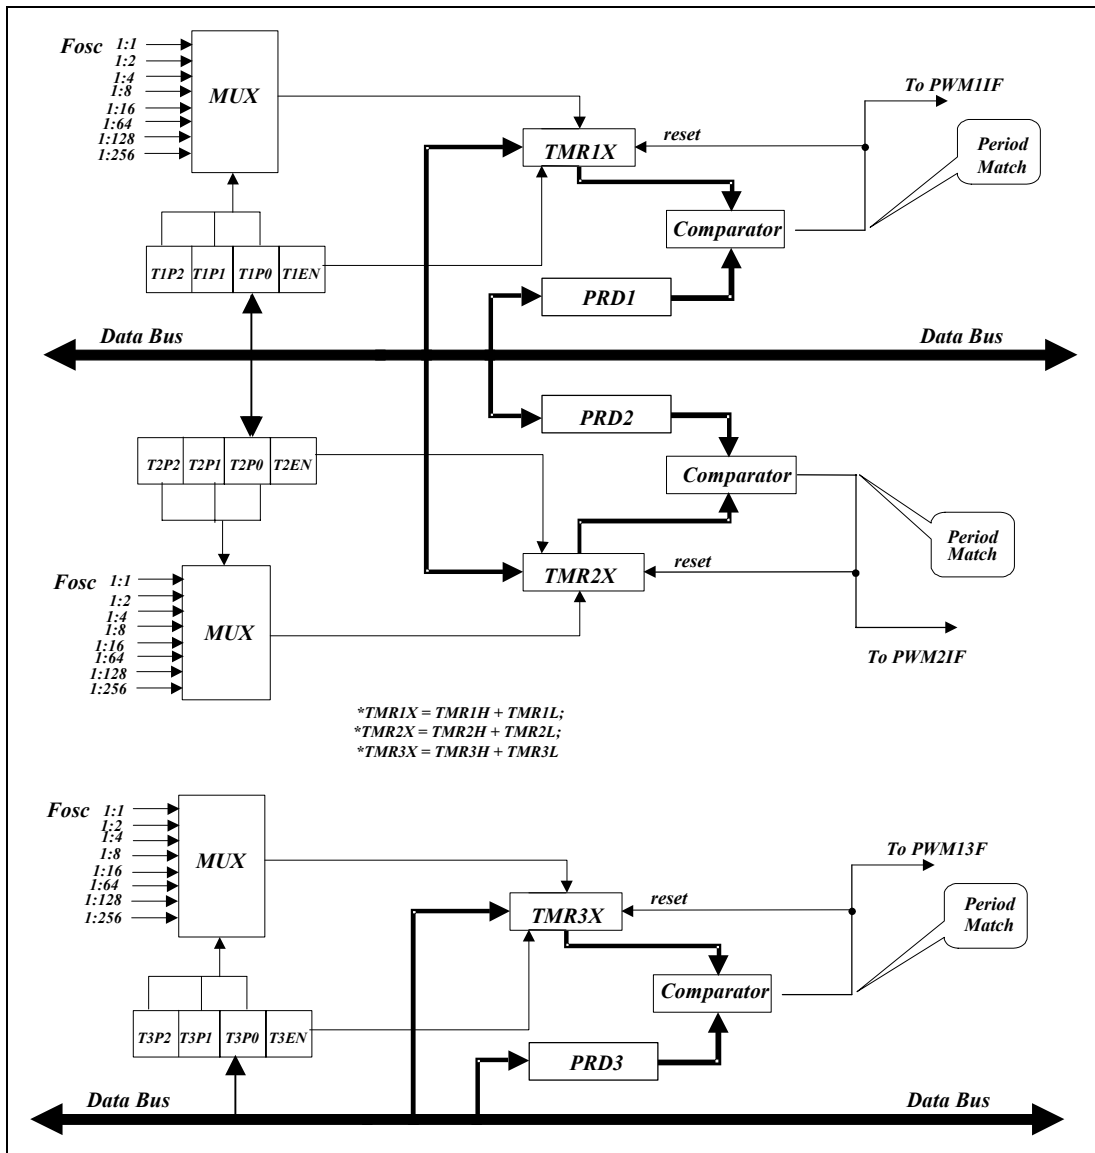 Fosc
1:1
1:2
1:4
1:8
1:16
1:64
1:128
1:256
MUX
T1P2 T1P1 T1P0 T1EN
TMR1X
reset
To PWM1IF
Period
Match
Comparator
PRD1
Data Bus
Data Bus
PRD2
T2P2 T2P1 T2P0 T2EN
Comparator
Period
Match
TMR2X
reset
To PWM2IF
Fosc
1:1
1:2
1:4
1:8
1:16
1:64
1:128
1:256
MUX
*TMR1X = TMR1H + TMR1L;
*TMR2X = TMR2H + TMR2L;
*TMR3X = TMR3H + TMR3L
Fosc
1:1
1:2
1:4
1:8
1:16
1:64
1:128
1:256
MUX
T3P2 T3P1 T3P0 T3EN
TMR3X
reset
To PWM13F
Period
Match
Comparator
PRD3
Data Bus
Data Bus